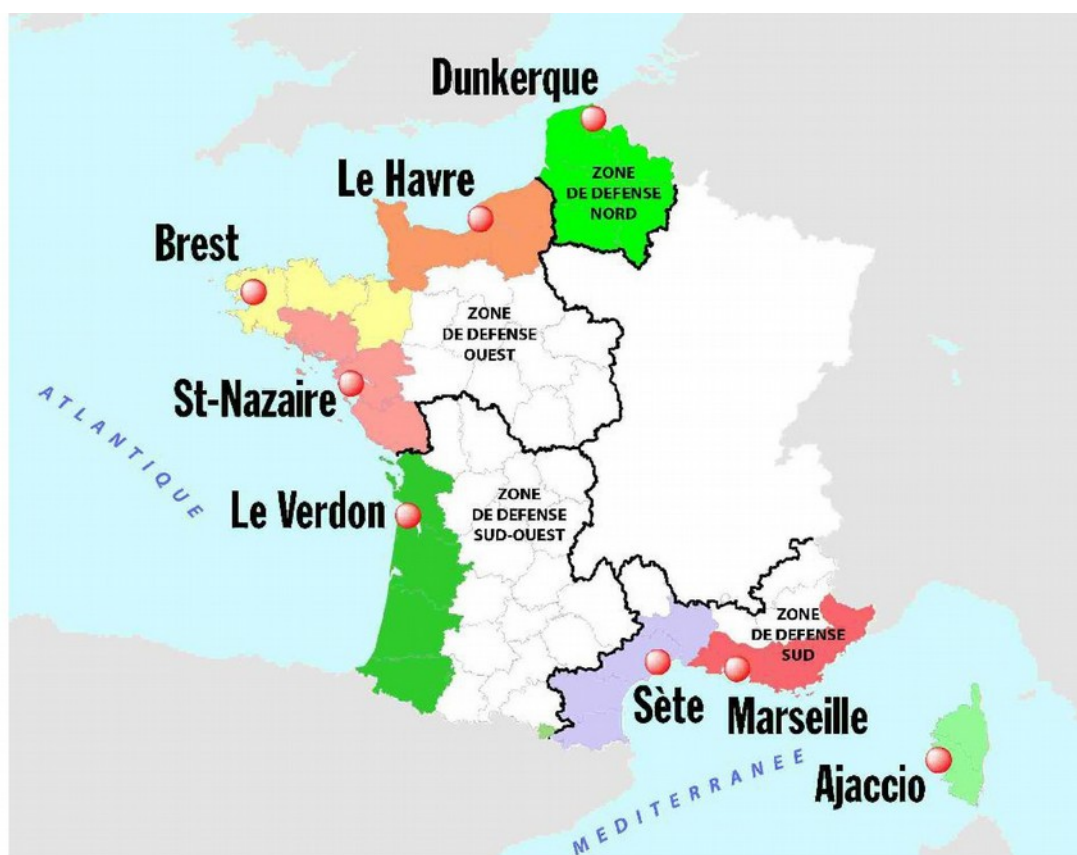 Dunkerque
ZONE
DE DEFENSE
NORD
Le Havre
Brest
ZONE
DE DEFENSE
OUEST
St-Nazaire
ATLANTIQUE
Le Verdon
ZONE
DE DEFENSE
SUD-OUEST
ZONE
DE DEFENSE
SUD
Sète
Marseille
Ajaccio
MEDITERRANEE